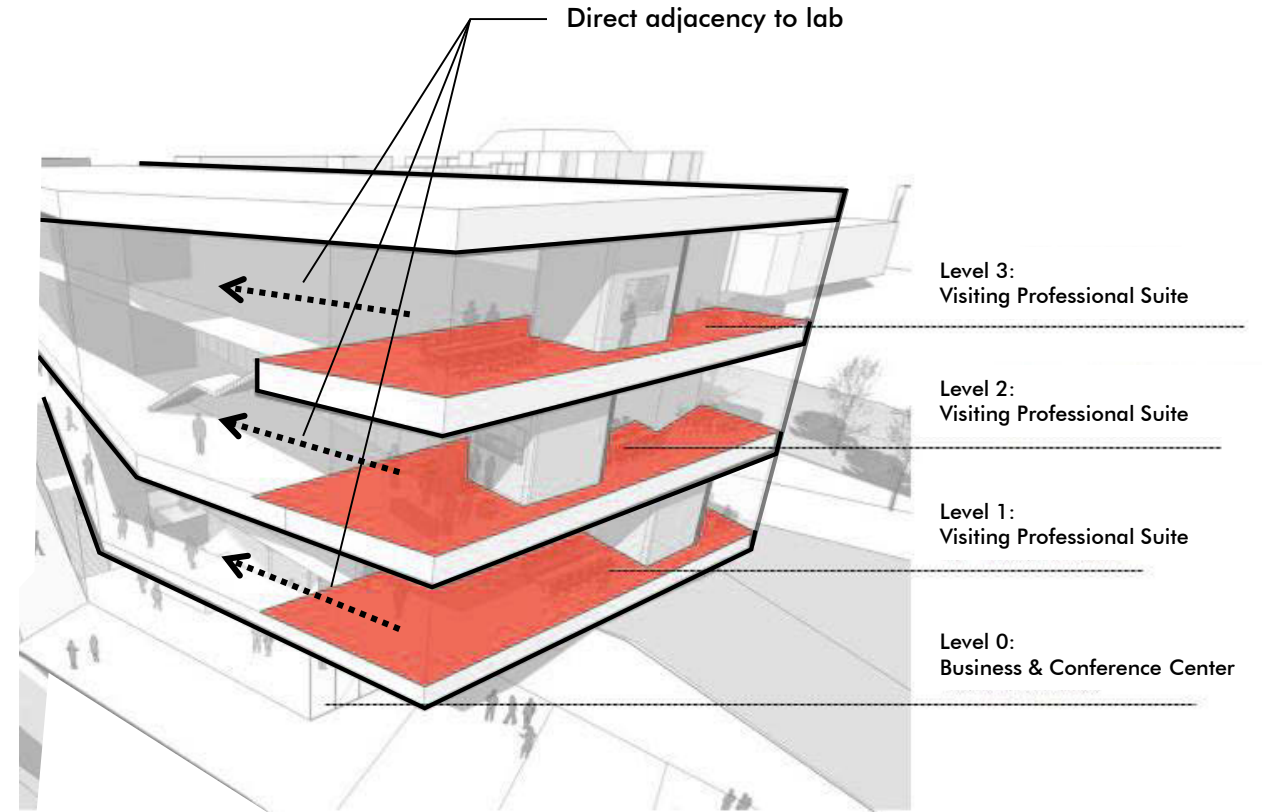 Direct adjacency to lab
Level 3:
Visiting Professional Suite
Level 2:
Visiting Professional Suite
Level 1:
Visiting Professional Suite
Level 0:
Business & Conference Center